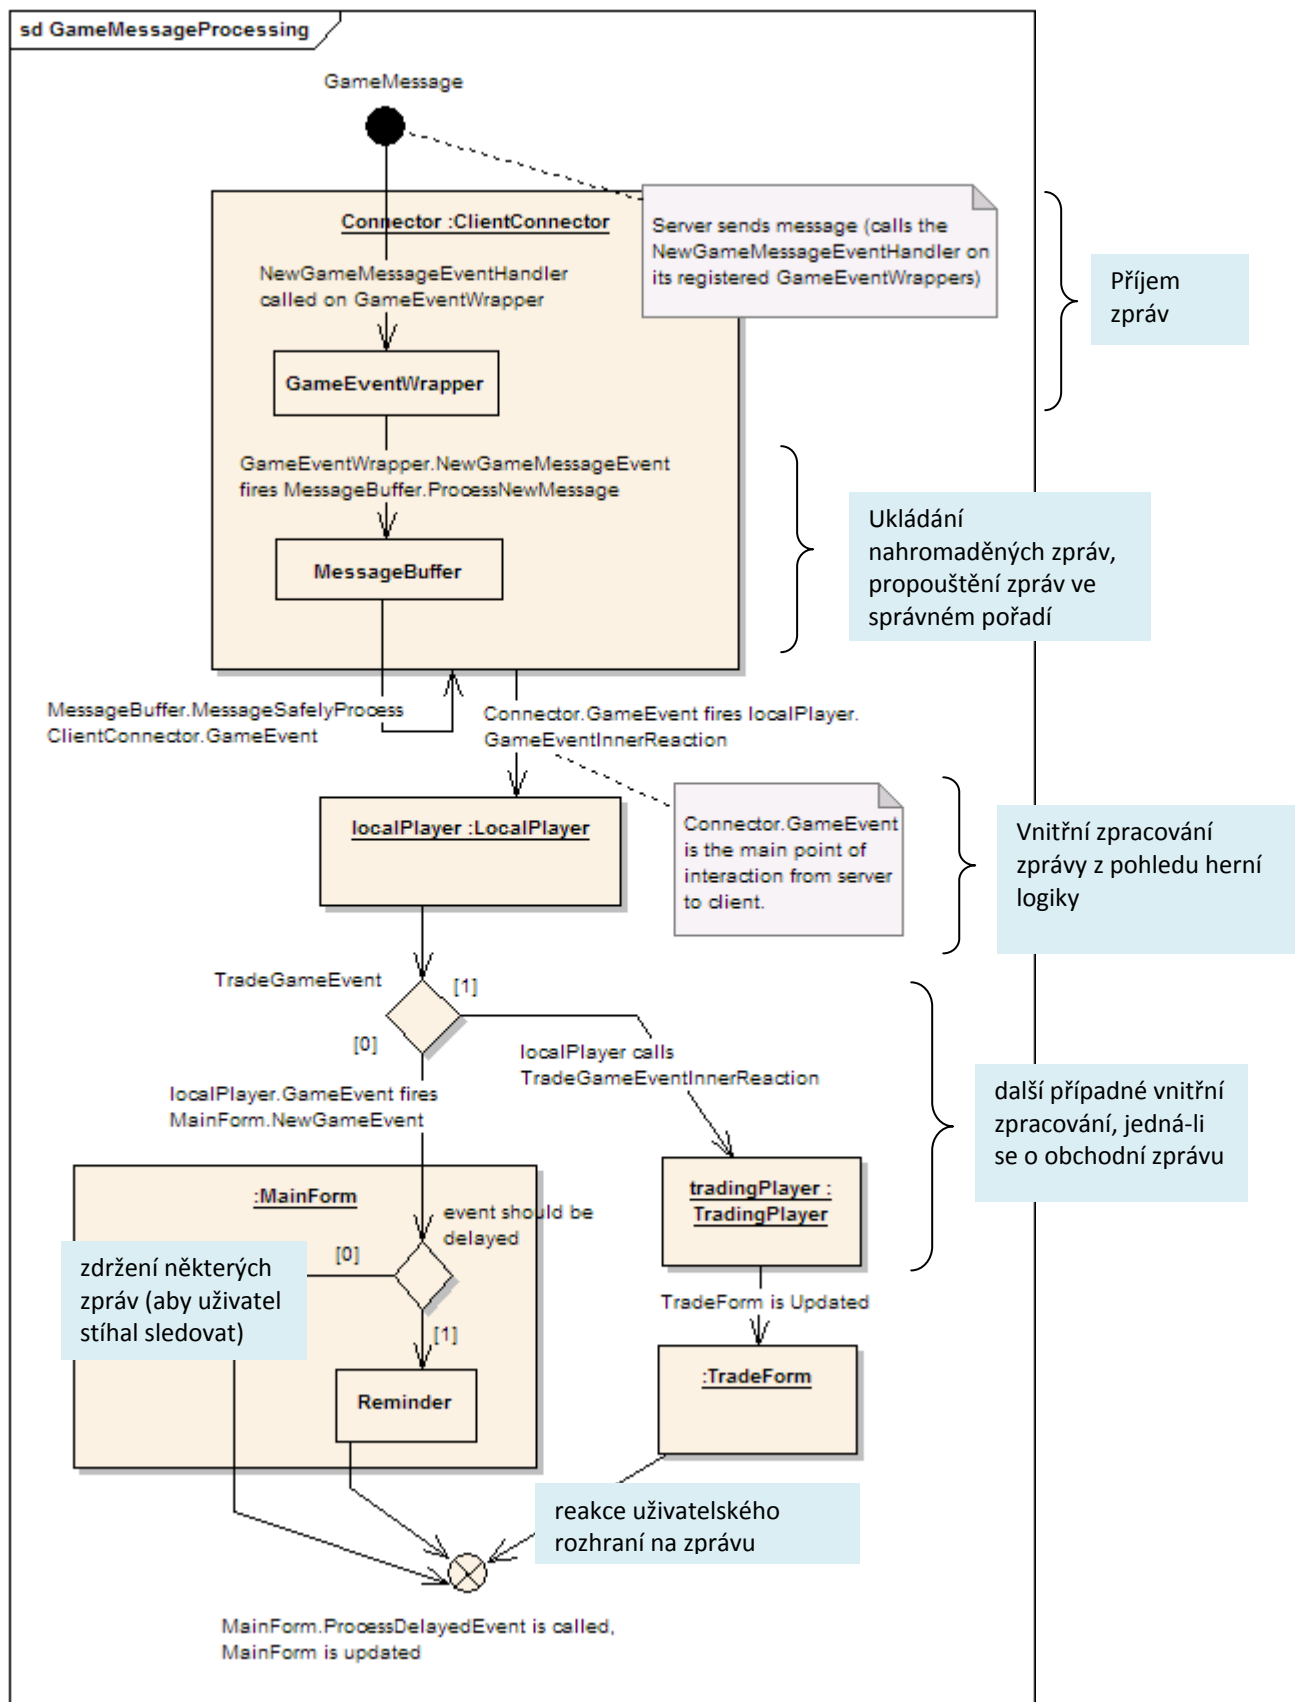 sd GameMessageProcessing
GameMessage
Connector :ClientConnector
Server sends message (calls the
NewGameMessageEventHandler on
its registered GameEventWrappers)
Příjem
zpráv
NewGameMessageEventHandler
called on GameEventWrapper
GameEventWrapper
GameEventWrapper.NewGameMessageEvent
fires MessageBuffer.ProcessNewMessage
Ukládání
nahromaděných zpráv,
propouštění zpráv ve
správném pořadí
MessageBuffer
MessageBuffer.MessageSafelyProcess
ClientConnector.GameEvent
Connector.GameEvent fires localPlayer.
GameEventInnerReaction
localPlayer :LocalPlayer
Connector.GameEvent
is the main point of
interaction from server
to client.
Vnitřní zpracování
zprávy z pohledu herní
logiky
TradeGameEvent
[1]
[0]
localPlayer calls
TradeGameEventInnerReaction
localPlayer.GameEvent fires
MainForm.NewGameEvent
další případné vnitřní
zpracování, jedná-li
se o obchodní zprávu
:MainForm
event should be
delayed
tradingPlayer :
TradingPlayer
[0]
zdržení některých
zpráv (aby uživatel
stíhal sledovat)
[1]
TradeForm is Updated
:TradeForm
Reminder
reakce uživatelského
rozhraní na zprávu
MainForm.ProcessDelayedEvent is called,
MainForm is updated